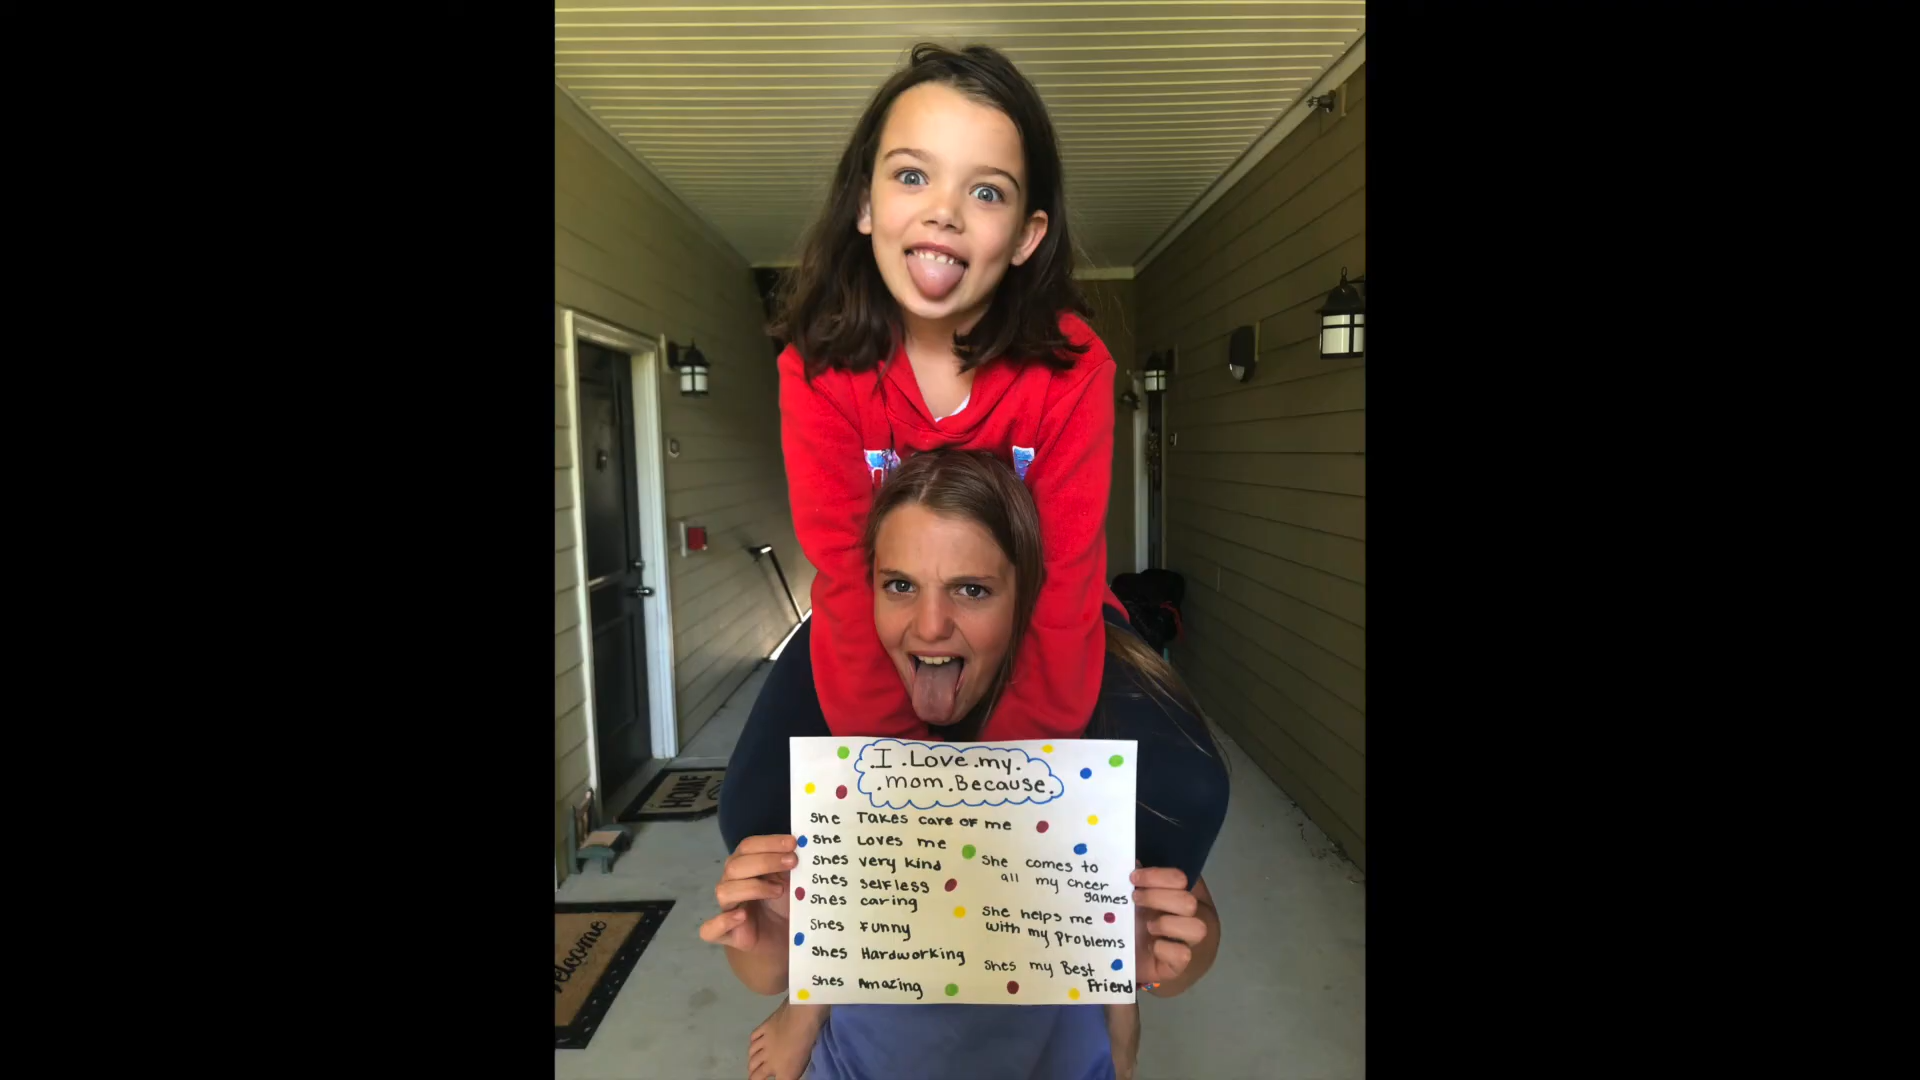 I.Love.my.
.mom.Because.
She Takes care of me
She Loves me
Shes very kind
Shes selfless
Shes caring
Shes Funny
Shes Hardworking
Shes Amazing
She comes to
all my cheer
games
She helps me
with my problems
Shes my Best
Friend
HOME
Welcome